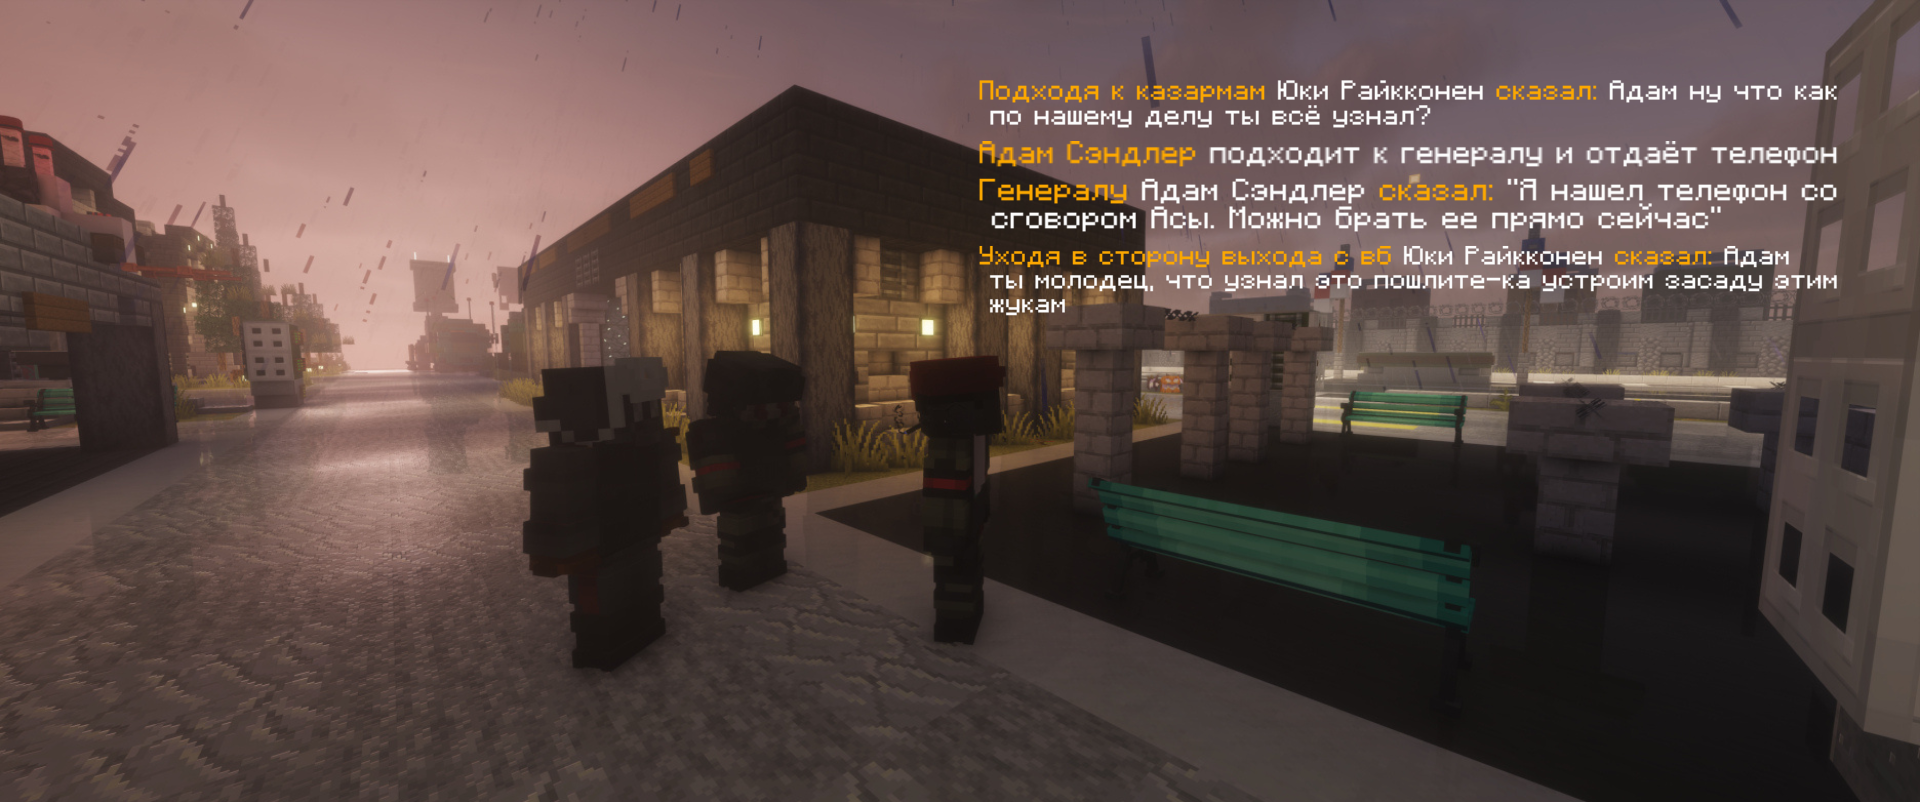 Подходя к казармам Юки Райкконен сказал: Адам ну что как
по нашему делу ты всё узнал?
Адам Сэндлер подходит к генералу и отдаёт телефон
Генералу Адам Сэндлер сказал: "Я нашел телефон со
сговором Асы. Можно брать ее прямо сейчас"
Уходя в сторону выхода с вб Юки Райкконен сказал: Адам
ты молодец, что узнал это пошлите-ка устроим засаду этим
жукам